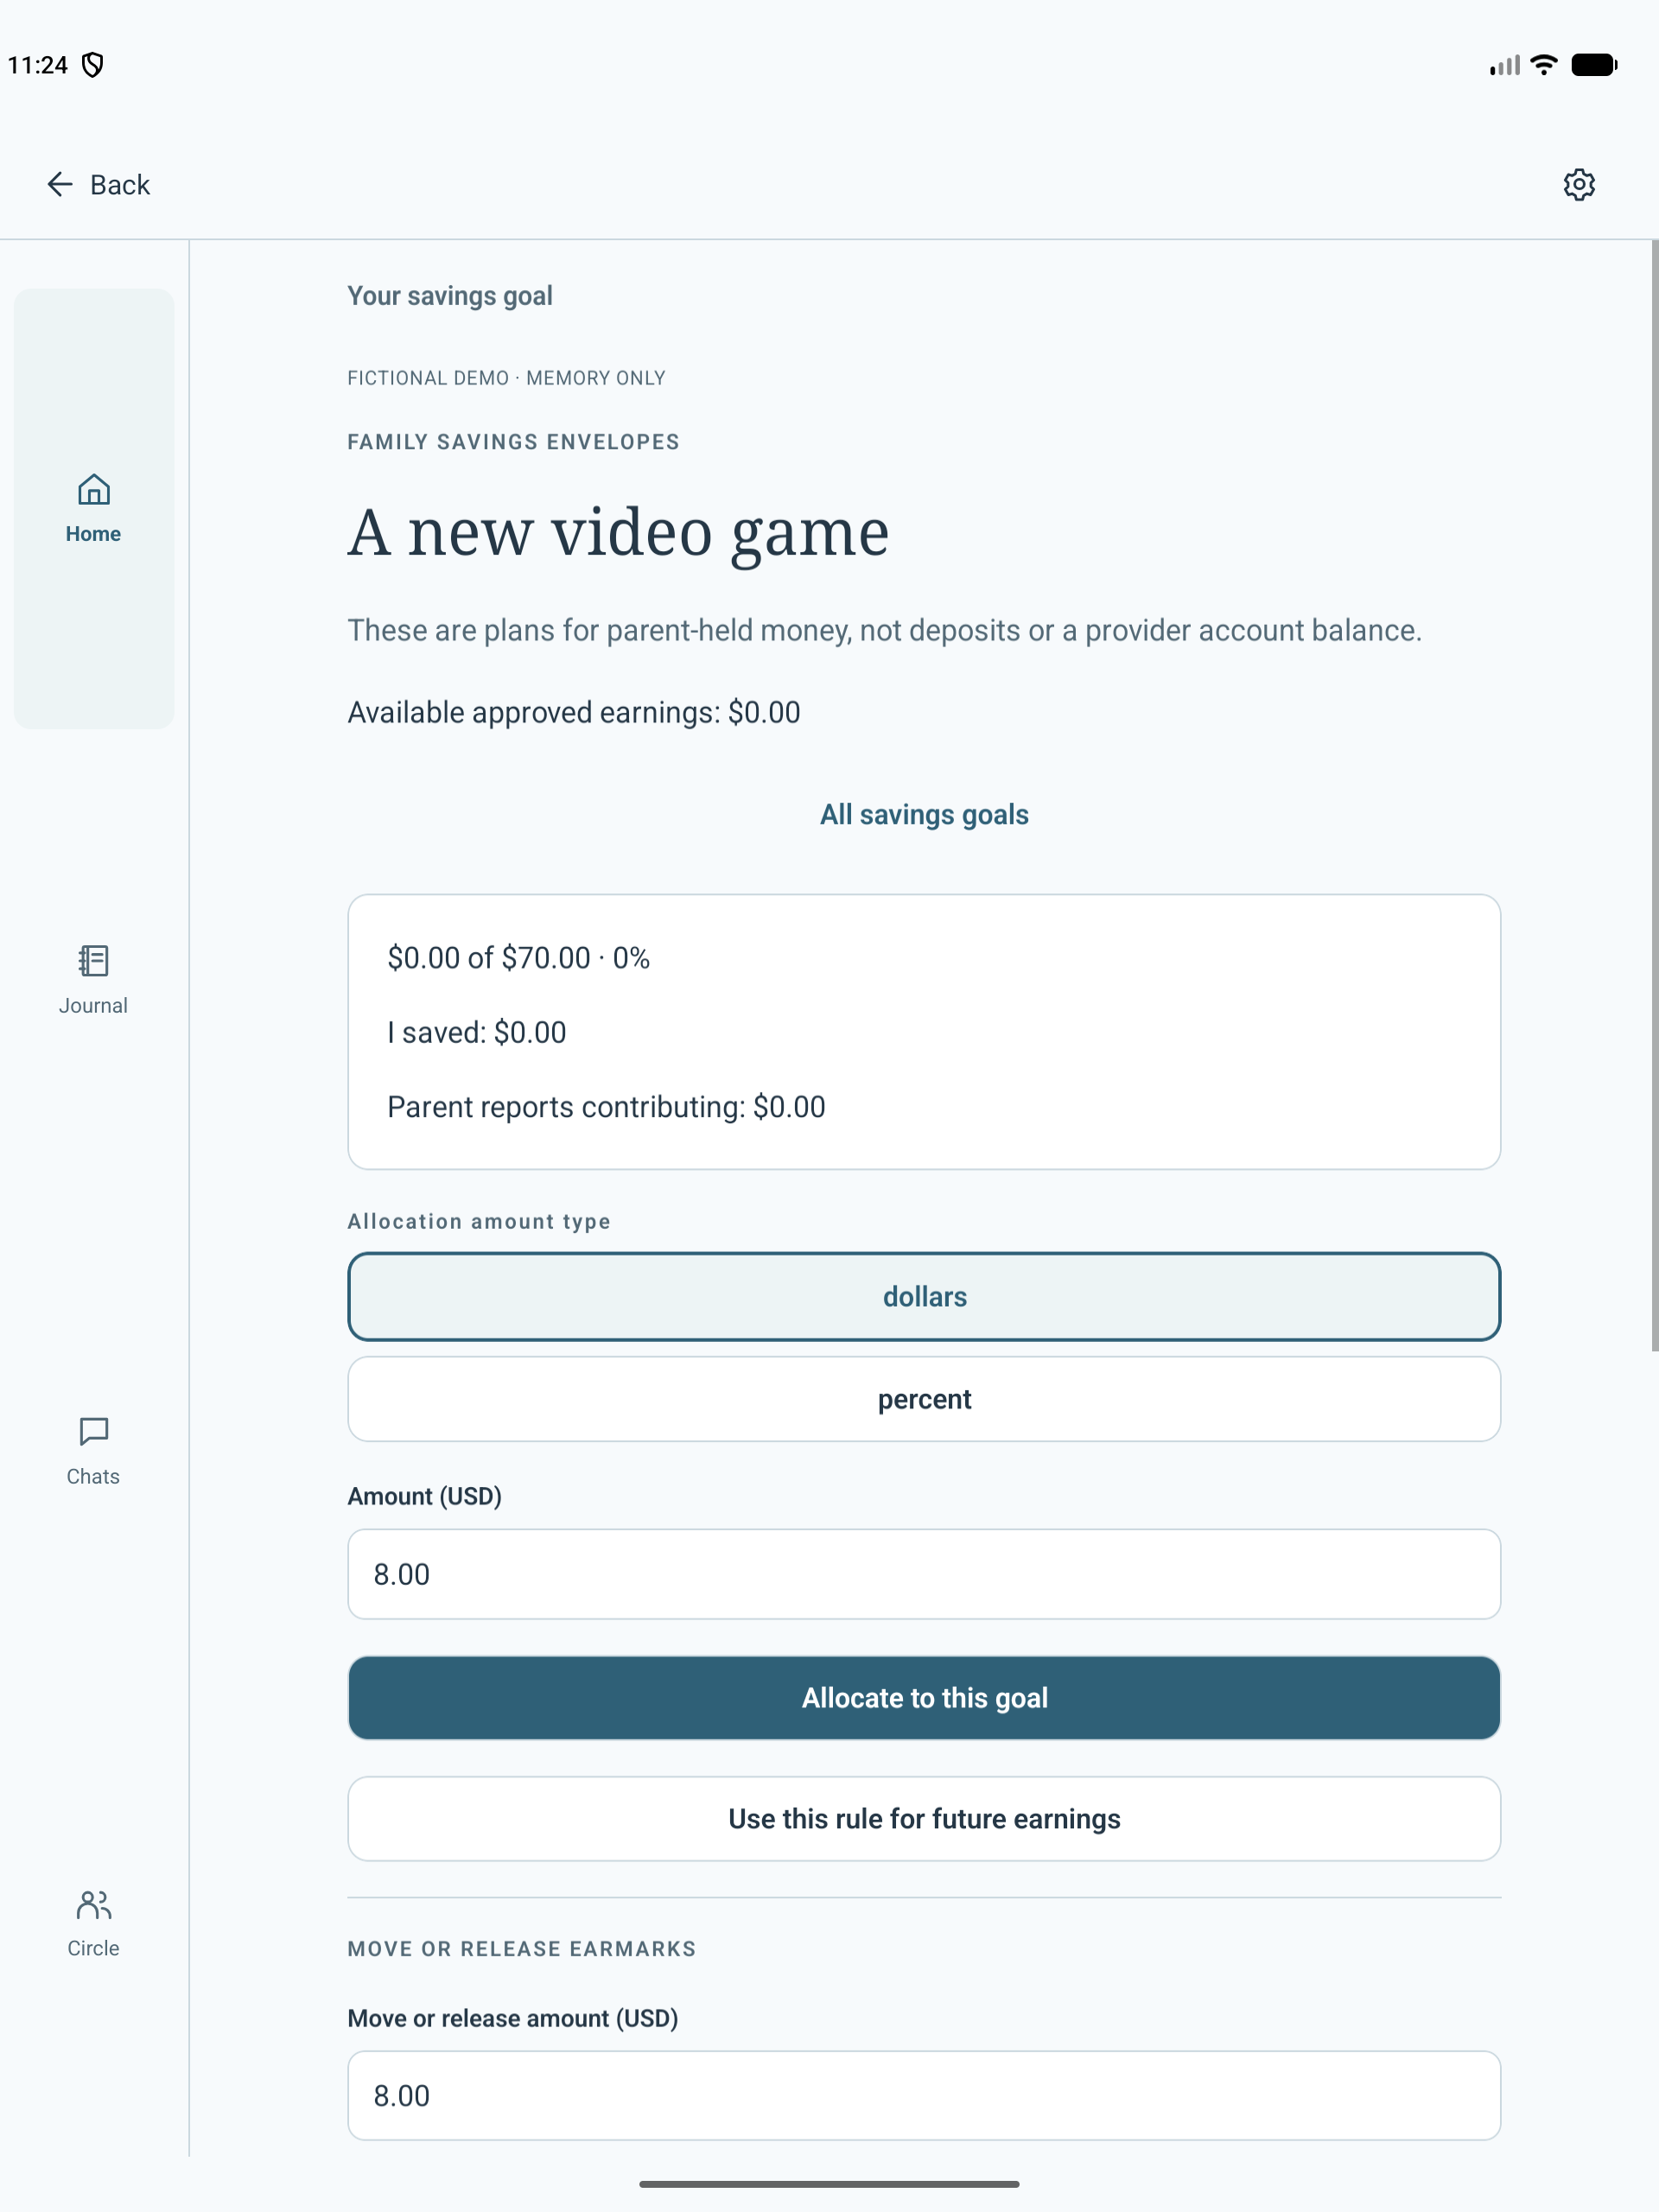 11:24
Back
Your savings goal
FICTIONAL DEMO · MEMORY ONLY
FAMILY SAVINGS ENVELOPES
A new video game
These are plans for parent-held money, not deposits or a provider account balance.
Available approved earnings: $0.00
All savings goals
$0.00 of $70.00 · 0%
I saved: $0.00
Parent reports contributing: $0.00
Allocation amount type
dollars
percent
Amount (USD)
8.00
Allocate to this goal
Use this rule for future earnings
MOVE OR RELEASE EARMARKS
Move or release amount (USD)
8.00
Home
Journal
Chats
Circle